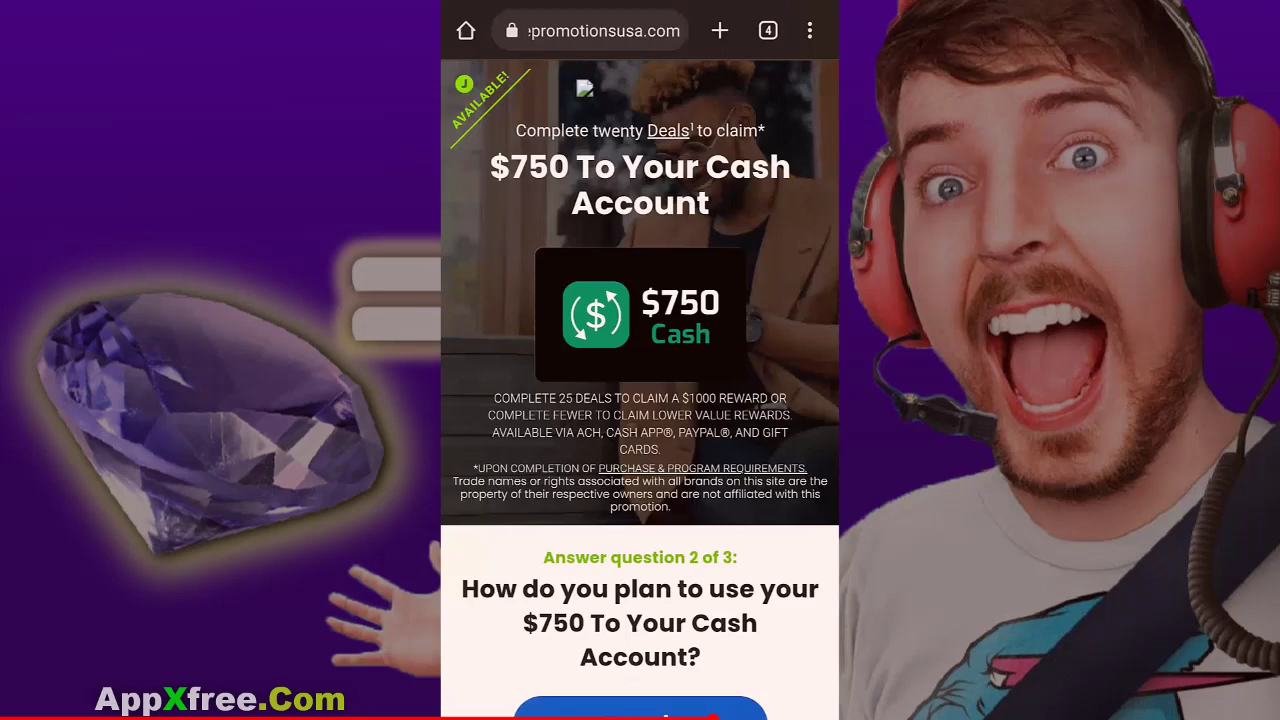 epromotionsusa.com
4
J
AVAILABLE!
Complete twenty Deals¹ to claim*
$750 To Your Cash
Account
$
$750
Cash
COMPLETE 25 DEALS TO CLAIM A $1000 REWARD OR
COMPLETE FEWER TO CLAIM LOWER VALUE REWARDS.
AVAILABLE VIA ACH, CASH APP®, PAYPAL®, AND GIFT
CARDS.
*UPON COMPLETION OF PURCHASE & PROGRAM REQUIREMENTS.
Trade names or rights associated with all brands on this site are the
property of their respective owners and are not affiliated with this
promotion.
Answer question 2 of 3:
How do you plan to use your
$750 To Your Cash
Account?
AppXfree.Com